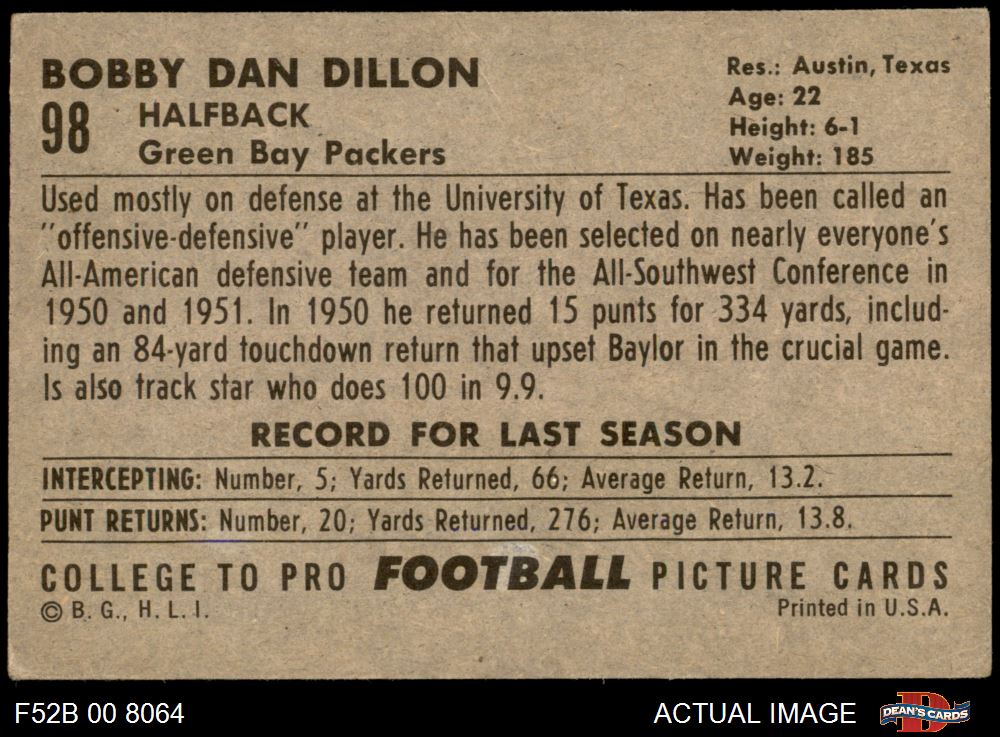 BOBBY DAN DILLON
98 HALFBACK
Green Bay Packers
Res.: Austin, Texas
Age: 22
Height: 6-1
Weight: 185
Used mostly on defense at the University of Texas. Has been called an
"offensive-defensive" player. He has been selected on nearly everyone's
All-American defensive team and for the All-Southwest Conference in
1950 and 1951. In 1950 he returned 15 punts for 334 yards, includ-
ing an 84-yard touchdown return that upset Baylor in the crucial game.
Is also track star who does 100 in 9.9.
RECORD FOR LAST SEASON
INTERCEPTING: Number, 5; Yards Returned, 66; Average Return, 13.2.
PUNT RETURNS: Number, 20; Yards Returned, 276; Average Return, 13.8.
COLLEGE TO PRO FOOTBALL PICTURE CARDS
© B. G., H. L. I.
Printed in U.S.A.
F52B 00 8064
ACTUAL IMAGE
D
DEAN'S CARDS